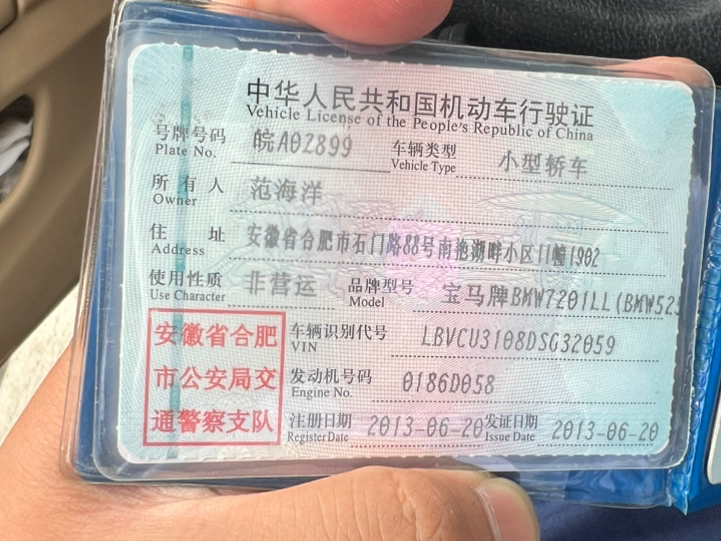 中华人民共和国机动车行驶证
Vehicle License of the People's Republic of China
号牌号码 皖A0Z899 车辆类型 小型轿车
Plate No. Vehicle Type
所有人 范海洋
Owner
住址 安徽省合肥市石门路88号南艳湖畔小区11幢1902
Address
使用性质 非营运 品牌型号 宝马牌BMW7201LL(BMW525
Use Character Model
安徽省合肥
市公安局交
通警察支队
车辆识别代号 LBVCU3108DSG32059
VIN
发动机号码 0186D058
Engine No.
注册日期 2013-06-20 发证日期 2013-06-20
Register Date Issue Date